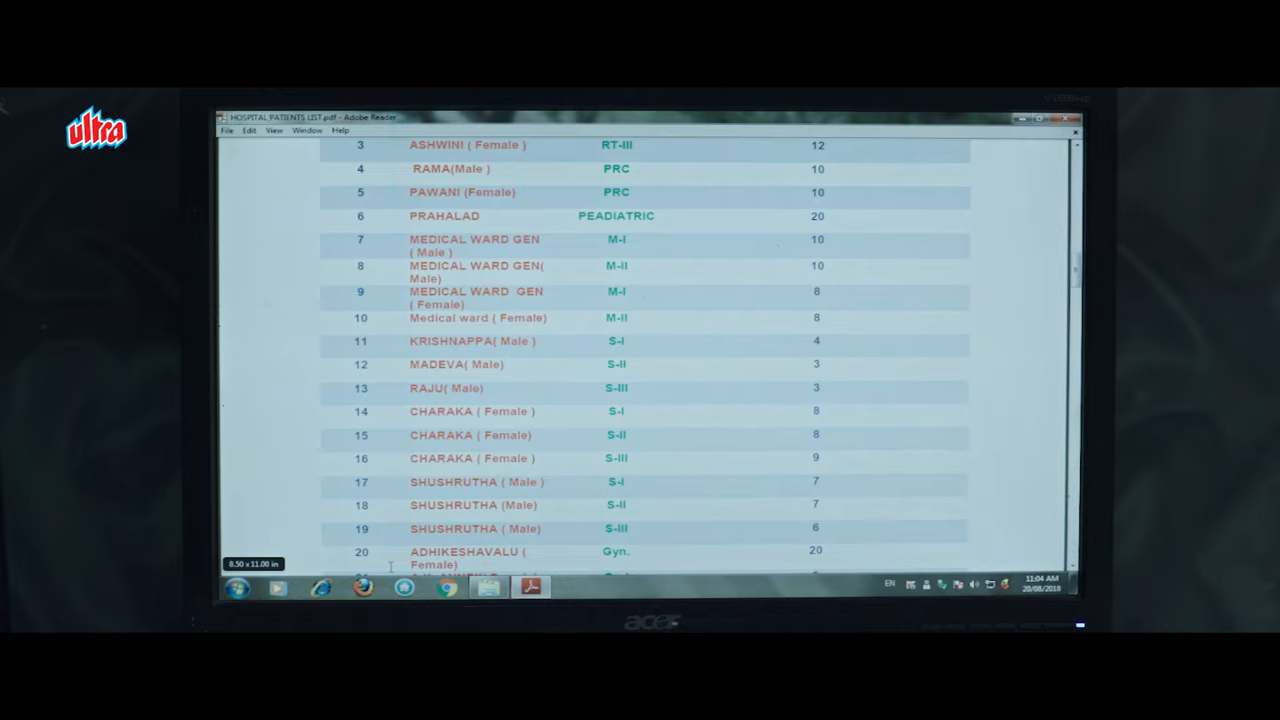 ultra
HOSPITAL PATIENTS LIST.pdf - Adobe Reader
File Edit View Window Help
3 ASHWINI ( Female ) RT-III 12
4 RAMA(Male ) PRC 10
5 PAWANI (Female) PRC 10
6 PRAHALAD PEADIATRIC 20
7 MEDICAL WARD GEN M-I 10
( Male )
8 MEDICAL WARD GEN( M-II 10
Male)
9 MEDICAL WARD GEN M-I 8
( Female)
10 Medical ward ( Female) M-II 8
11 KRISHNAPPA( Male ) S-I 4
12 MADEVA( Male) S-II 3
13 RAJU( Male) S-III 3
14 CHARAKA ( Female ) S-I 8
15 CHARAKA ( Female) S-II 8
16 CHARAKA ( Female ) S-III 9
17 SHUSHRUTHA ( Male ) S-I 7
18 SHUSHRUTHA (Male) S-II 7
19 SHUSHRUTHA ( Male) S-III 6
20 ADHIKESHAVALU ( Gyn. 20
Female)
8.50 x 11.00 in
EN 11:04 AM
20/08/2018
acer